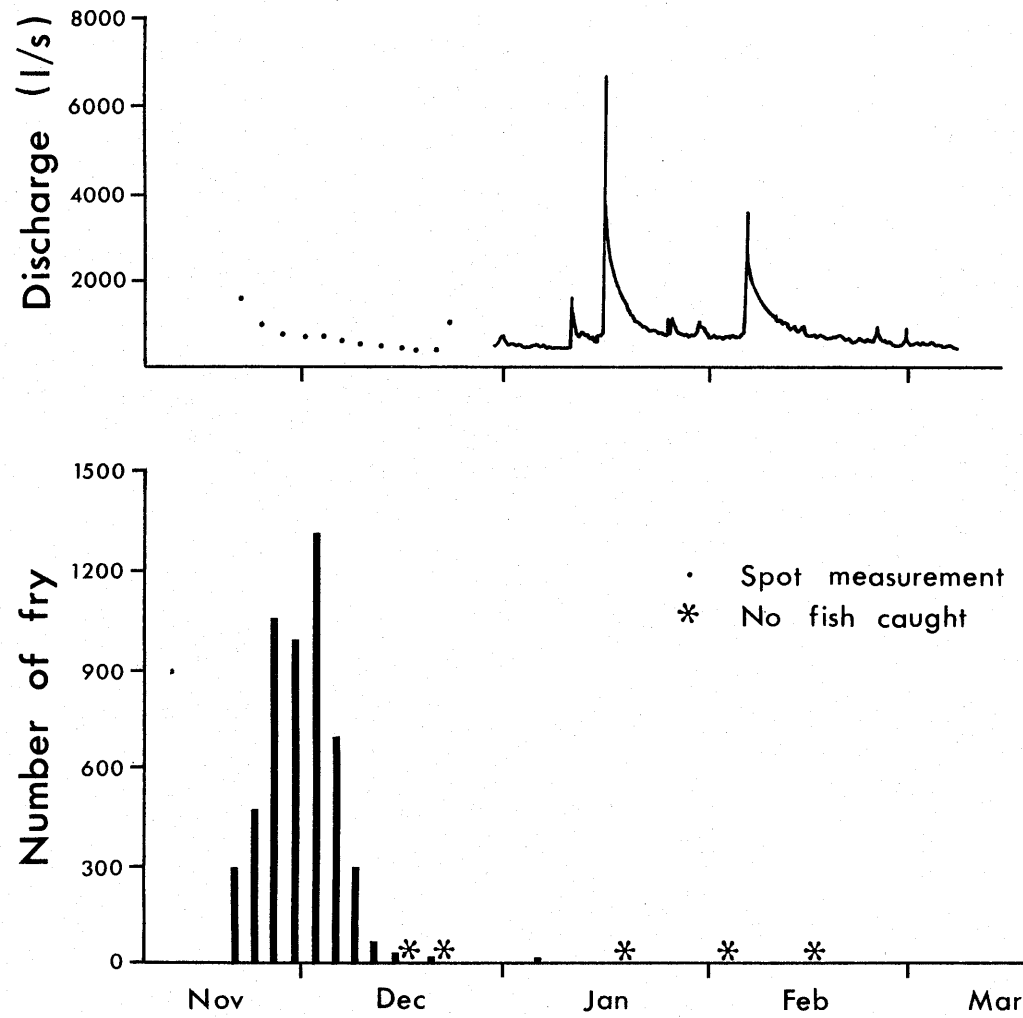 Discharge (l/s)
8000
6000
4000
2000
Number of fry
1500
1200
900
600
300
0
• Spot measurement
* No fish caught
Nov Dec Jan Feb Mar